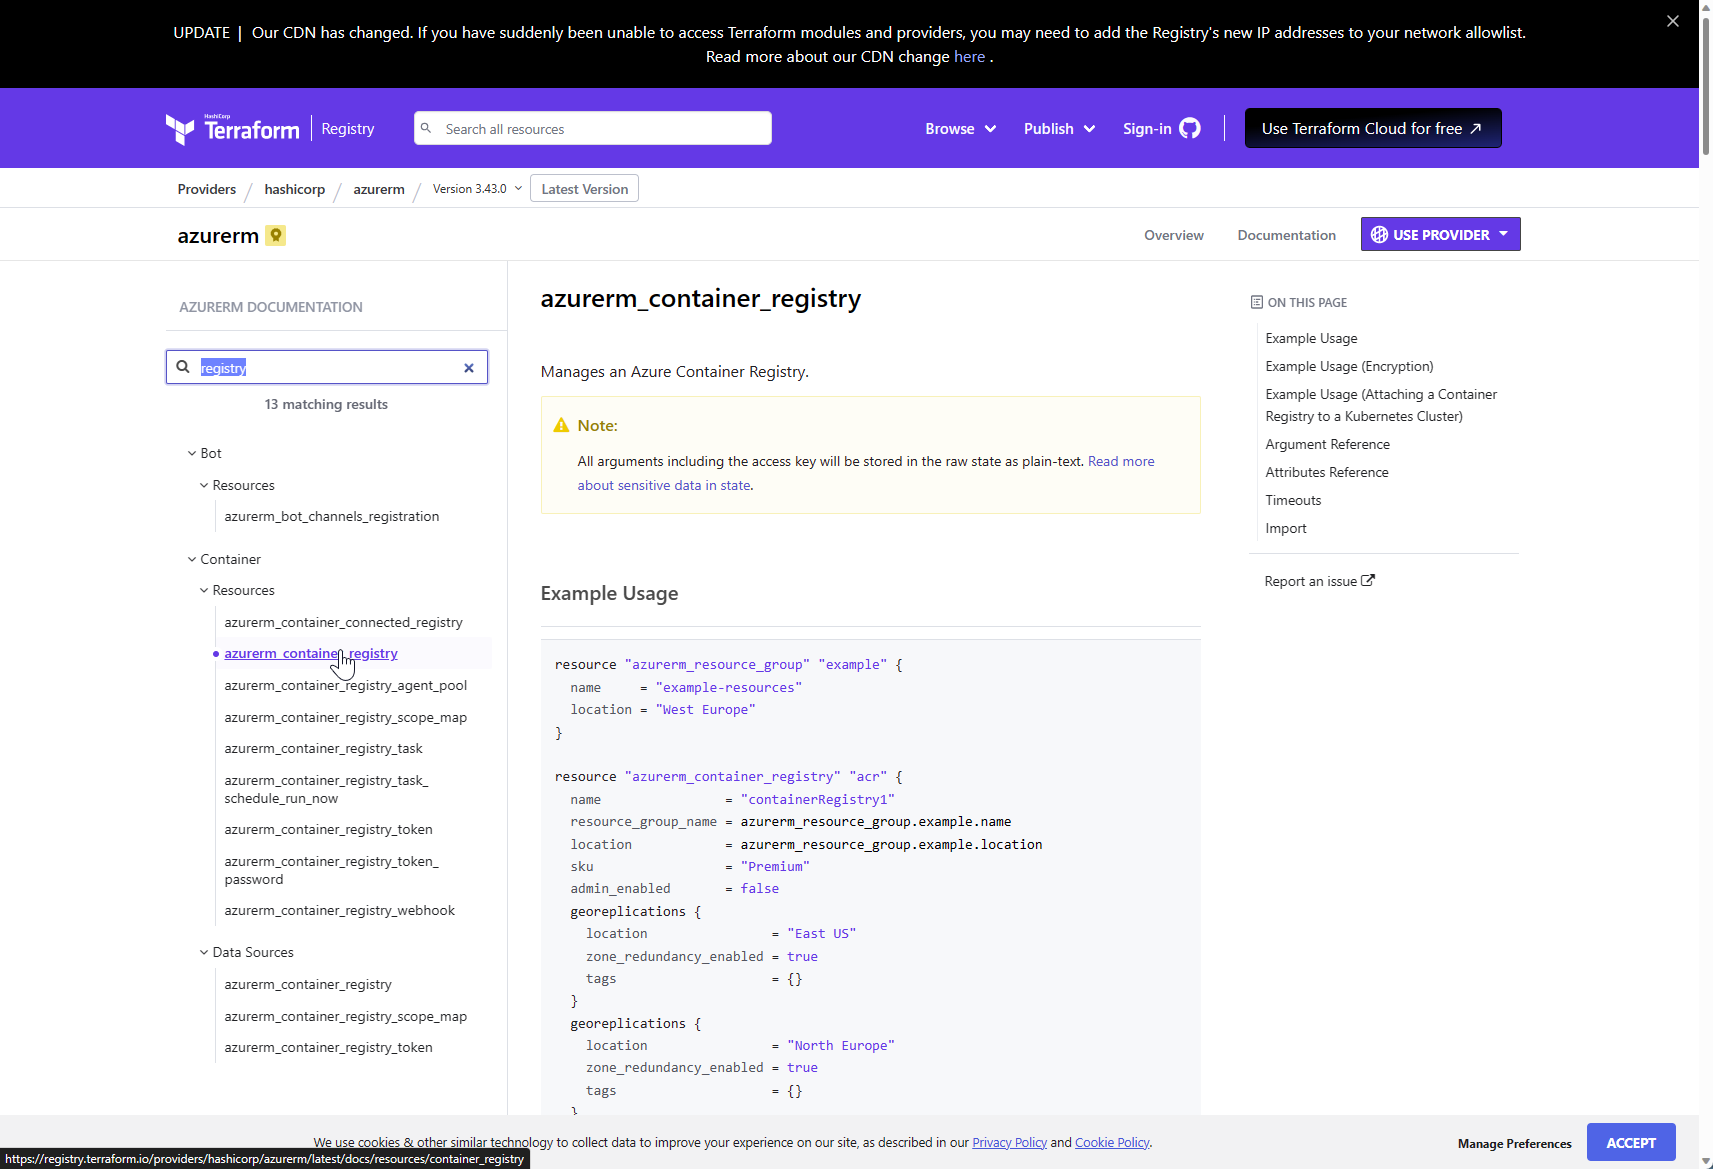 UPDATE | Our CDN has changed. If you have suddenly been unable to access Terraform modules and providers, you may need to add the Registry's new IP addresses to your network allowlist.
Read more about our CDN change here .
HashiCorp
Terraform
Registry
Search all resources
Browse
Publish
Sign-in
Use Terraform Cloud for free
Providers / hashicorp / azurerm / Version 3.43.0
Latest Version
azurerm
Overview
Documentation
USE PROVIDER
AZURERM DOCUMENTATION
registry
13 matching results
Bot
Resources
azurerm_bot_channels_registration
Container
Resources
azurerm_container_connected_registry
azurerm_container_registry
azurerm_container_registry_agent_pool
azurerm_container_registry_scope_map
azurerm_container_registry_task
azurerm_container_registry_task_
schedule_run_now
azurerm_container_registry_token
azurerm_container_registry_token_
password
azurerm_container_registry_webhook
Data Sources
azurerm_container_registry
azurerm_container_registry_scope_map
azurerm_container_registry_token
azurerm_container_registry
Manages an Azure Container Registry.
Note:
All arguments including the access key will be stored in the raw state as plain-text. Read more
about sensitive data in state.
Example Usage
resource "azurerm_resource_group" "example" {
  name     = "example-resources"
  location = "West Europe"
}
resource "azurerm_container_registry" "acr" {
  name                = "containerRegistry1"
  resource_group_name = azurerm_resource_group.example.name
  location            = azurerm_resource_group.example.location
  sku                 = "Premium"
  admin_enabled       = false
  georeplications {
    location                = "East US"
    zone_redundancy_enabled = true
    tags                    = {}
  }
  georeplications {
    location                = "North Europe"
    zone_redundancy_enabled = true
    tags                    = {}
  }
ON THIS PAGE
Example Usage
Example Usage (Encryption)
Example Usage (Attaching a Container
Registry to a Kubernetes Cluster)
Argument Reference
Attributes Reference
Timeouts
Import
Report an issue
We use cookies & other similar technology to collect data to improve your experience on our site, as described in our Privacy Policy and Cookie Policy.
Manage Preferences
ACCEPT
https://registry.terraform.io/providers/hashicorp/azurerm/latest/docs/resources/container_registry